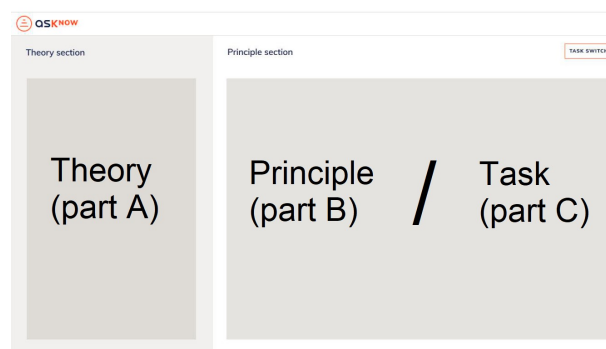 ASKNOW
Theory section
Principle section
TASK SWITCH
Theory
(part A)
Principle
(part B)
/
Task
(part C)